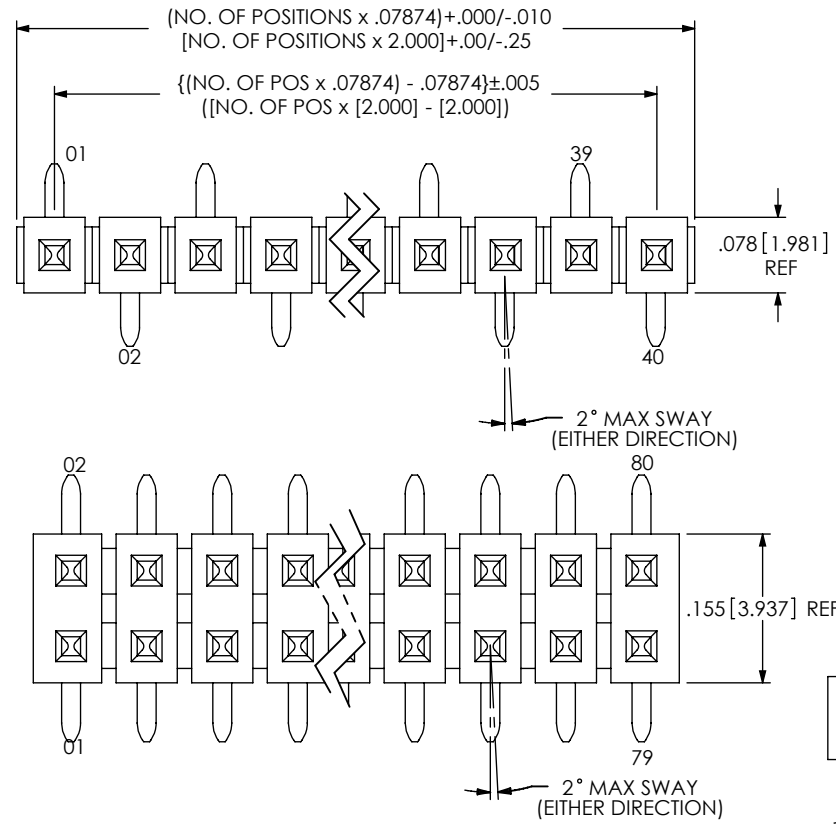 (NO. OF POSITIONS x .07874)+.000/-.010
[NO. OF POSITIONS x 2.000]+.00/-.25
{(NO. OF POS x .07874) - .07874}±.005
([NO. OF POS x [2.000] - [2.000])
01
39
.078[1.981]
REF
02
40
2° MAX SWAY
(EITHER DIRECTION)
02
80
.155[3.937] REF
01
79
2° MAX SWAY
(EITHER DIRECTION)